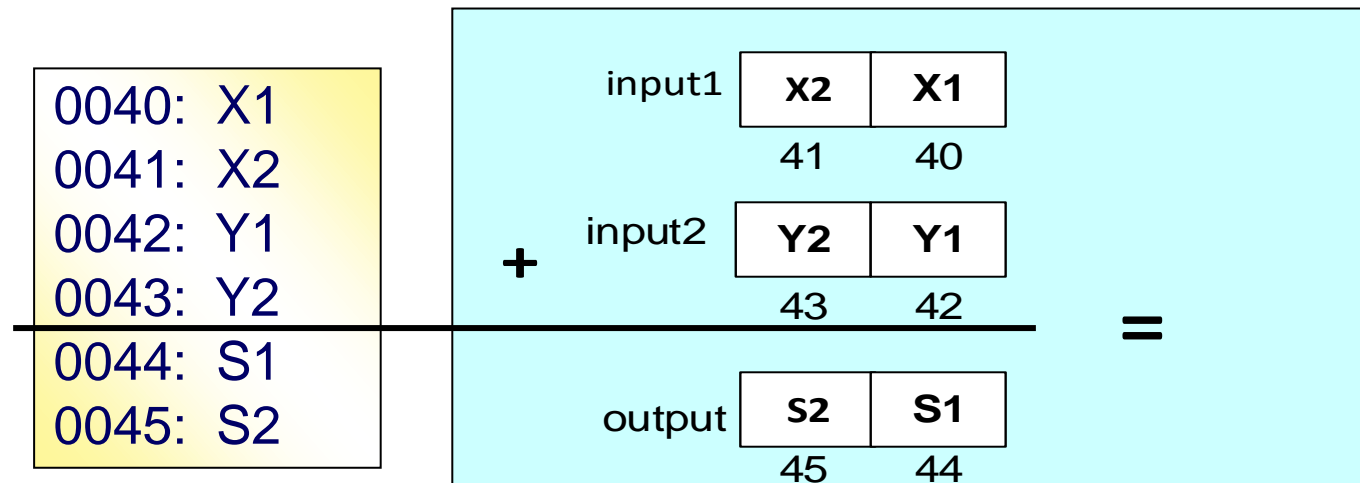 0040: X1
0041: X2
0042: Y1
0043: Y2
0044: S1
0045: S2
input1 X2 X1
41 40
+ input2 Y2 Y1
43 42
=
output S2 S1
45 44